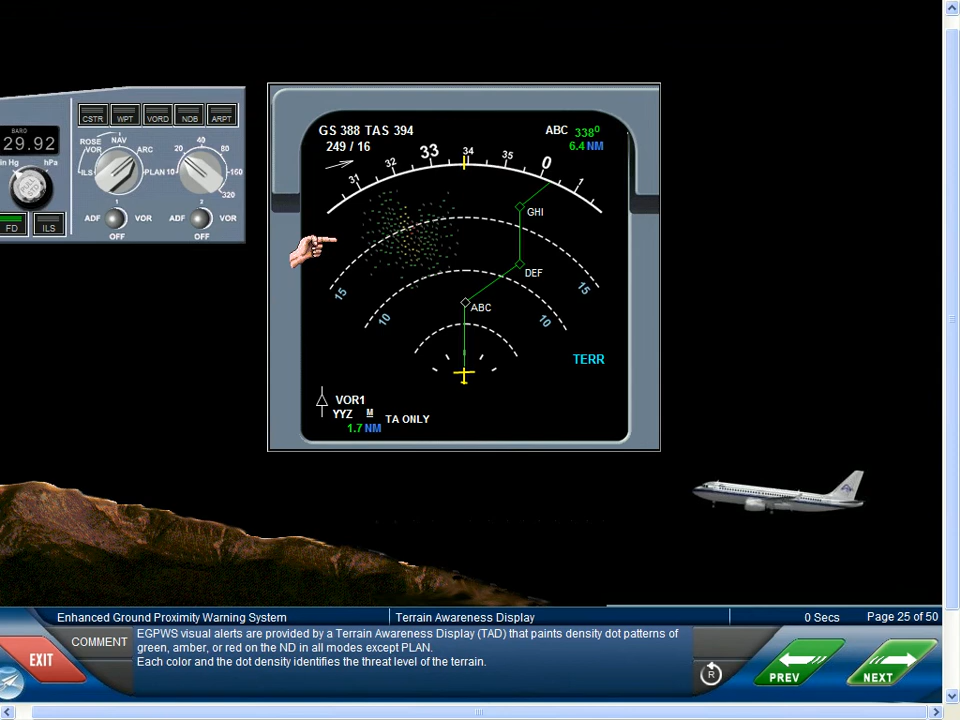 CSTR WPT VORD NDB ARPT
BARO
29.92
in Hg hPa
PULL STD
FD ILS
ROSE NAV
VOR ARC
ILS PLAN
10 20 40 80 160 320
1 2
ADF VOR ADF VOR
OFF OFF
GS 388 TAS 394
249 / 16
ABC 338⁰
6.4 NM
31 32 33 34 35 0 1
GHI
DEF
15 15
ABC
10 10
TERR
VOR1
YYZ M TA ONLY
1.7 NM
Enhanced Ground Proximity Warning System Terrain Awareness Display 0 Secs Page 25 of 50
EXIT
COMMENT
EGPWS visual alerts are provided by a Terrain Awareness Display (TAD) that paints density dot patterns of
green, amber, or red on the ND in all modes except PLAN.
Each color and the dot density identifies the threat level of the terrain.
R
PREV
NEXT